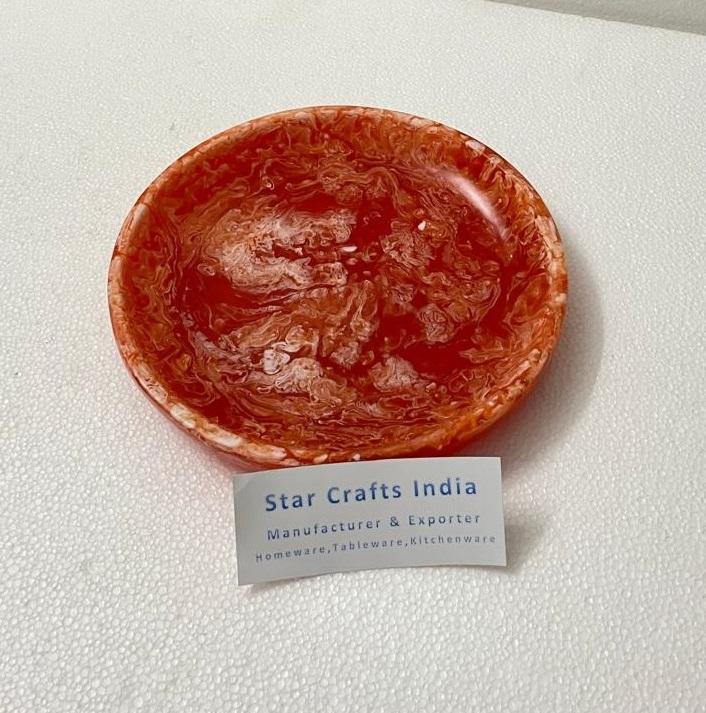 Star Crafts India
Manufacturer & Exporter
Homeware,Tableware,Kitchenware